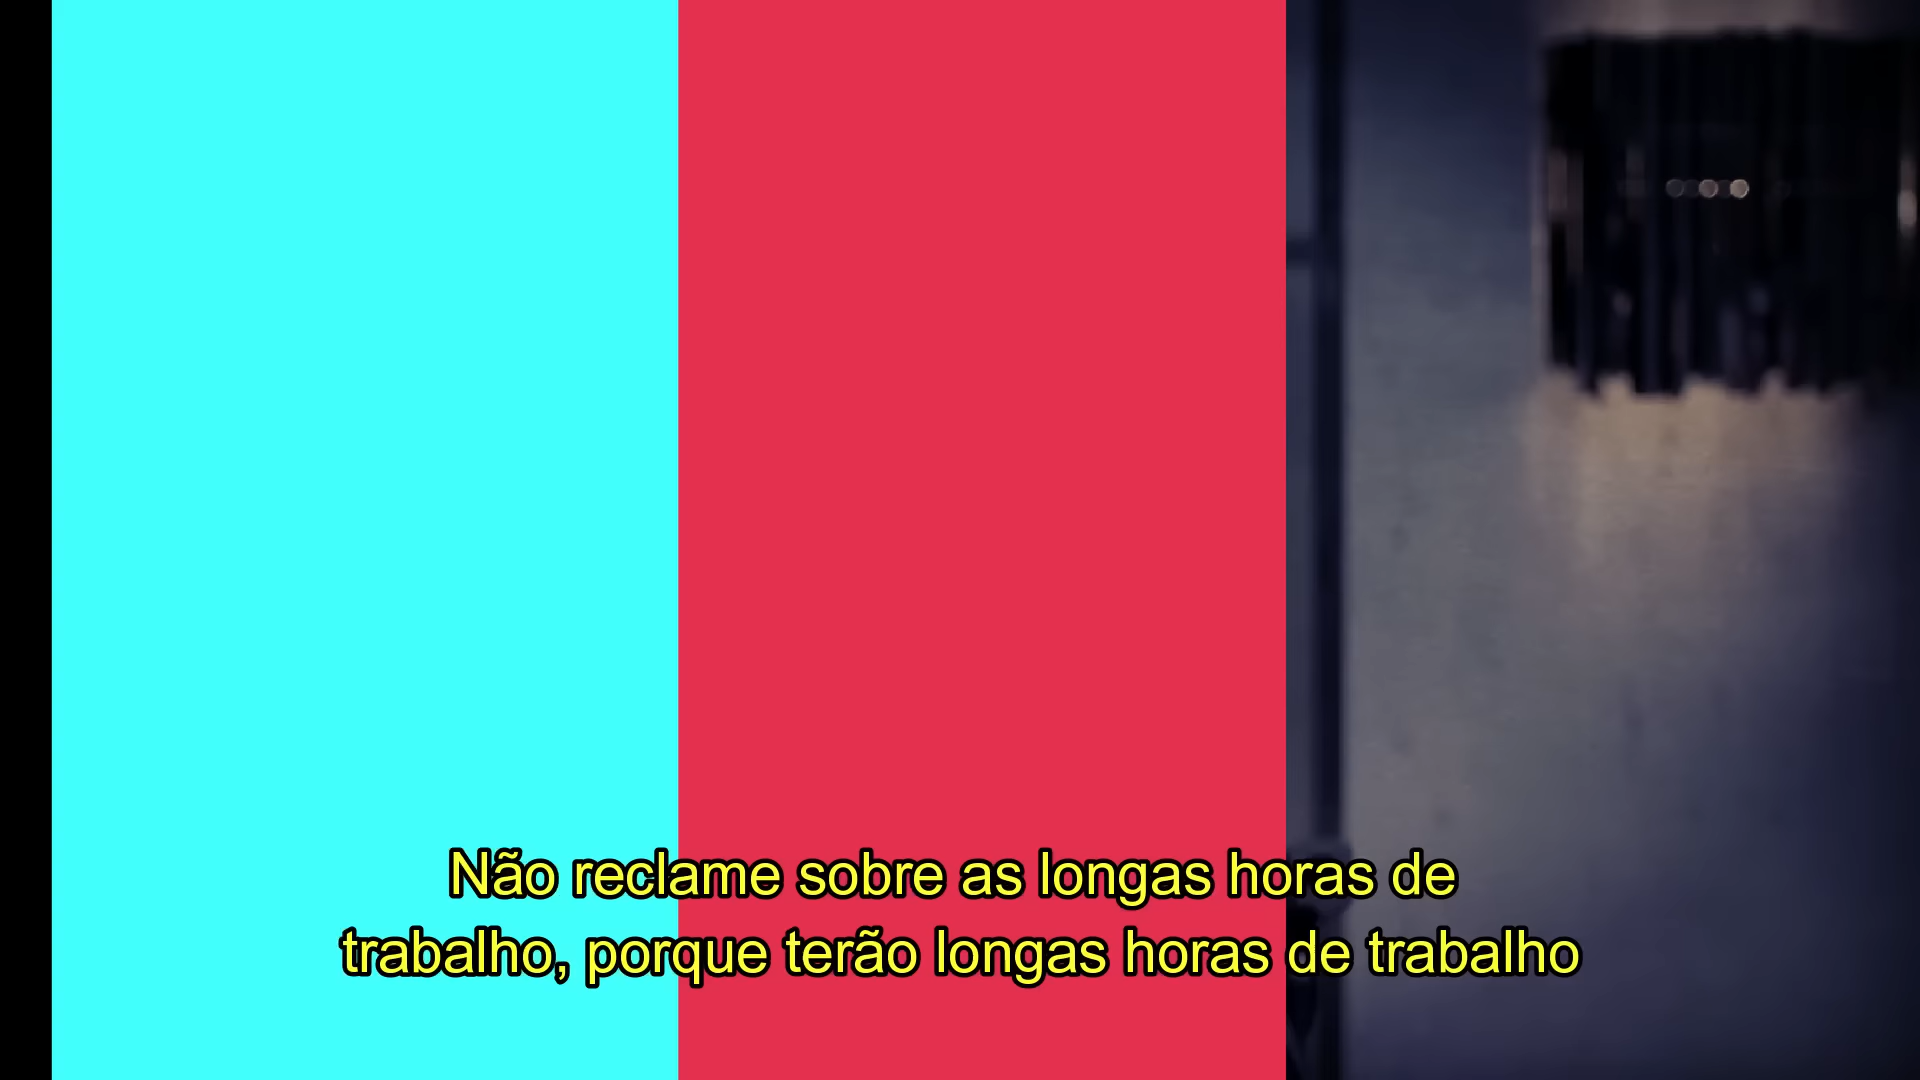 Não reclame sobre as longas horas de
trabalho, porque terão longas horas de trabalho